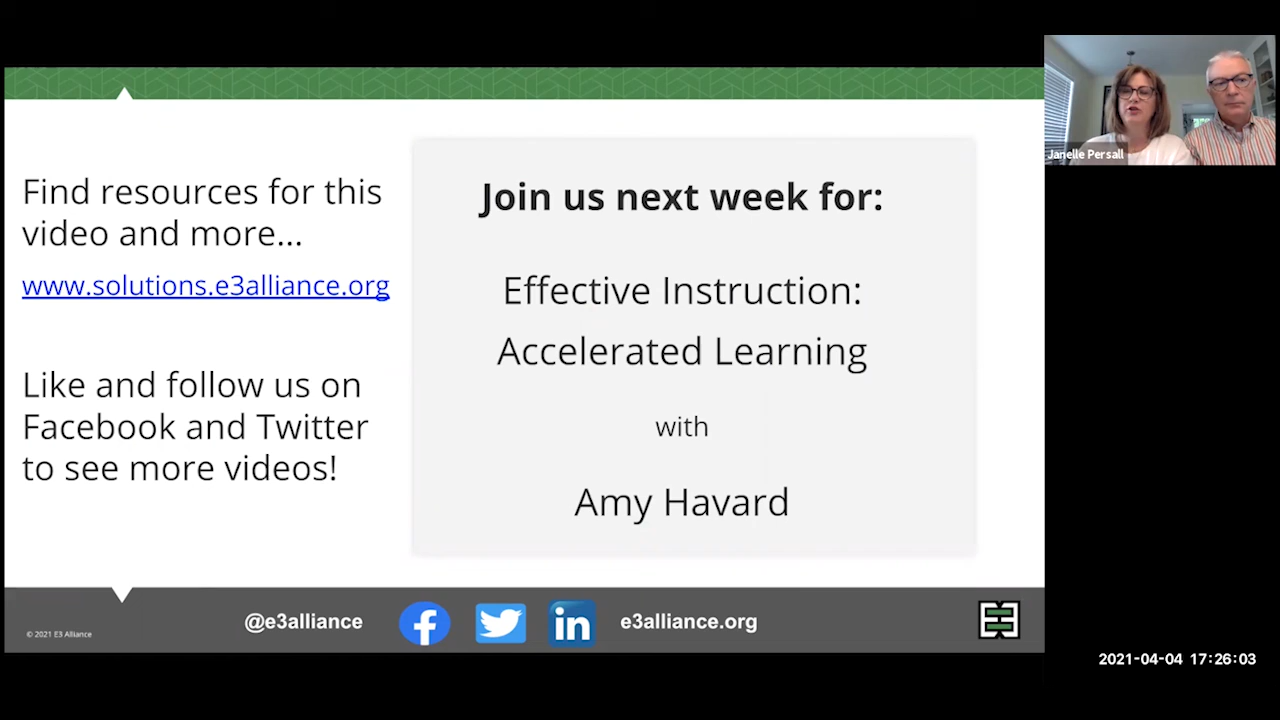 Find resources for this
video and more...
www.solutions.e3alliance.org
Like and follow us on
Facebook and Twitter
to see more videos!
Join us next week for:
Effective Instruction:
Accelerated Learning
with
Amy Havard
Janelle Persall
© 2021 E3 Alliance
@e3alliance
e3alliance.org
2021-04-04 17:26:03